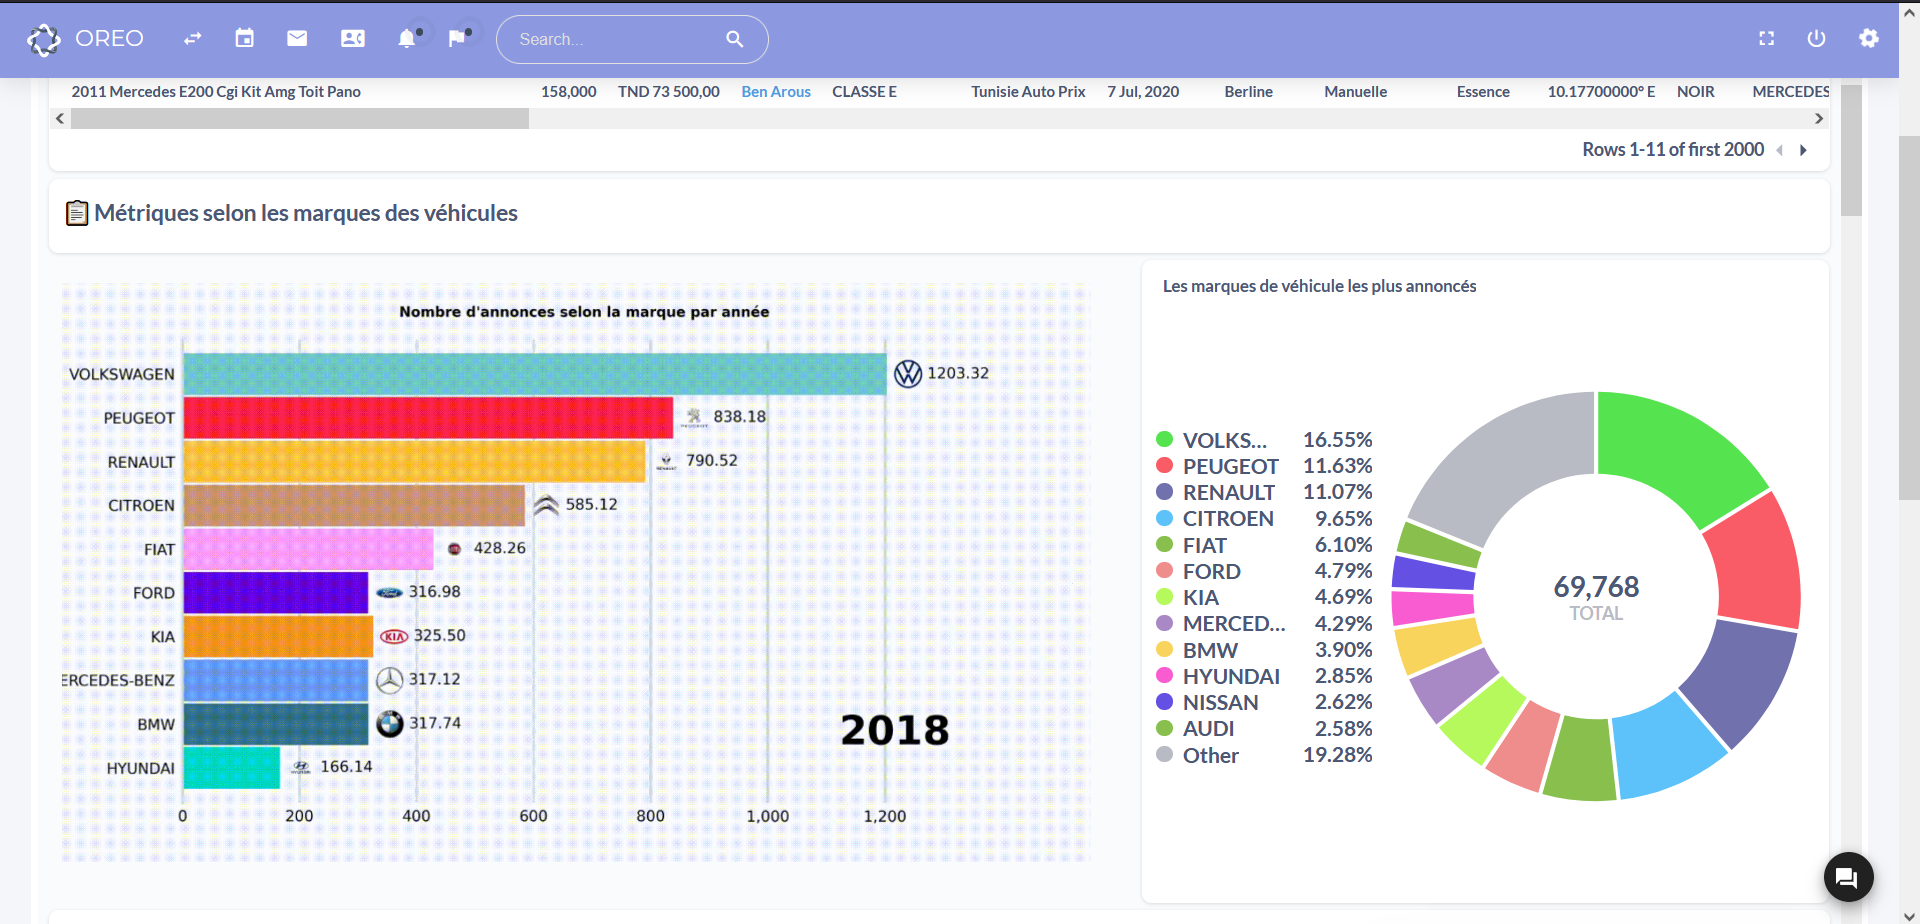 OREO
Search...
2011 Mercedes E200 Cgi Kit Amg Toit Pano 158,000 TND 73 500,00 Ben Arous CLASSE E Tunisie Auto Prix 7 Jul, 2020 Berline Manuelle Essence 10.17700000° E NOIR MERCEDES
Rows 1-11 of first 2000
Métriques selon les marques des véhicules
Nombre d'annonces selon la marque par année
VOLKSWAGEN 1203.32
PEUGEOT PEUGEOT 838.18
RENAULT RENAULT 790.52
CITROEN 585.12
FIAT 428.26
FORD Ford 316.98
KIA KIA 325.50
ERCEDES-BENZ 317.12
BMW 317.74
HYUNDAI 166.14
2018
0 200 400 600 800 1,000 1,200
Les marques de véhicule les plus annoncés
VOLKS... 16.55%
PEUGEOT 11.63%
RENAULT 11.07%
CITROEN 9.65%
FIAT 6.10%
FORD 4.79%
KIA 4.69%
MERCED... 4.29%
BMW 3.90%
HYUNDAI 2.85%
NISSAN 2.62%
AUDI 2.58%
Other 19.28%
69,768
TOTAL